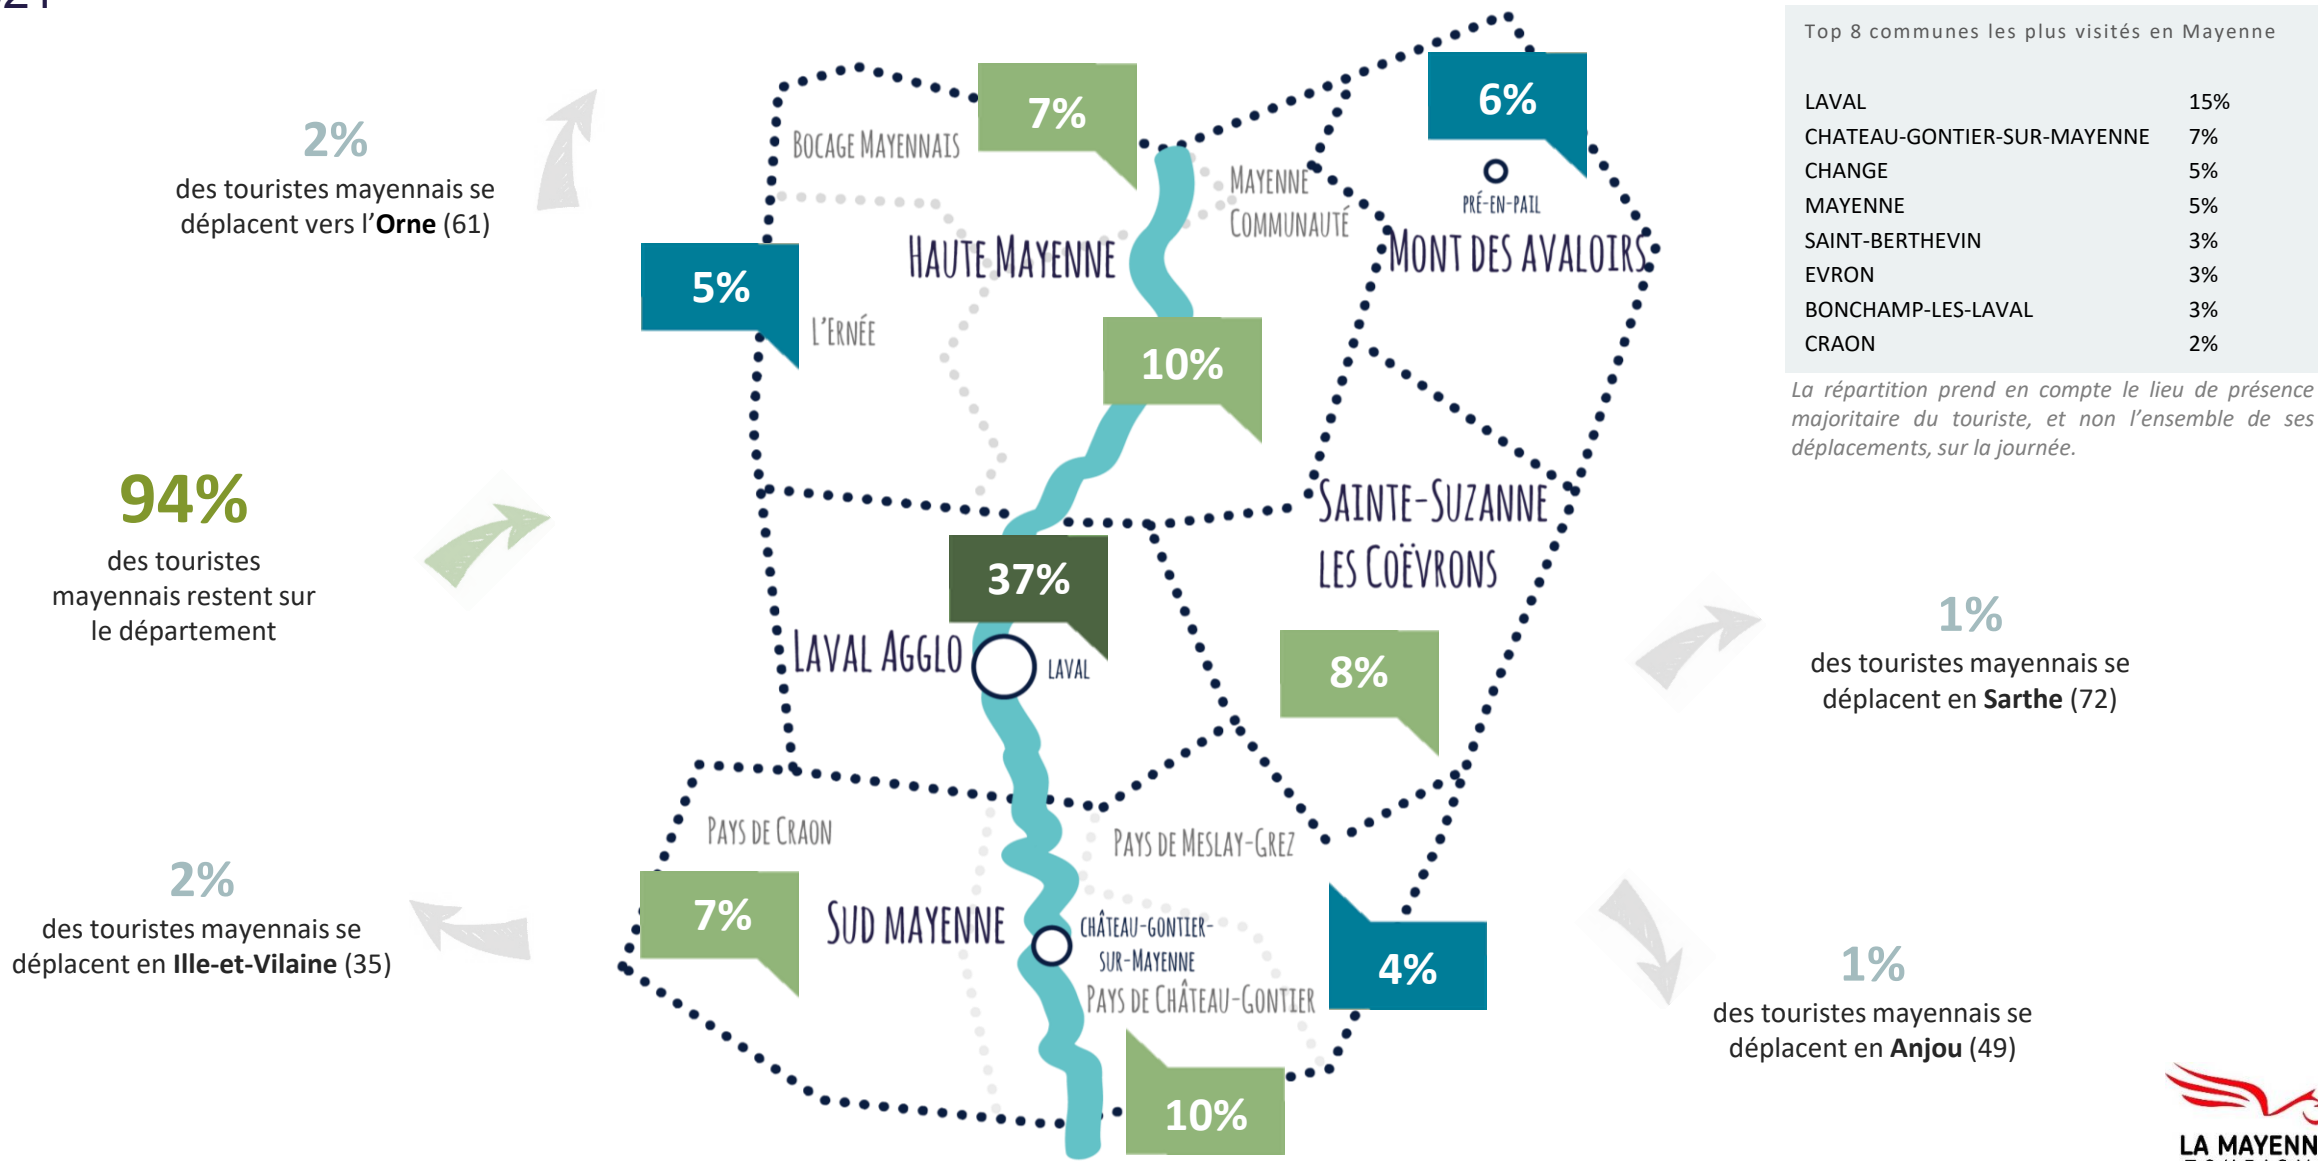 2%
des touristes mayennais se
déplacent vers l'Orne (61)
94%
des touristes
mayennais restent sur
le département
2%
des touristes mayennais se
déplacent en Ille-et-Vilaine (35)
7%
BOCAGE MAYENNAIS
MAYENNE
COMMUNAUTÉ
6%
PRÉ-EN-PAIL
MONT DES AVALOIRS
HAUTE MAYENNE
5%
L'ERNÉE
10%
SAINTE-SUZANNE
LES COËVRONS
37%
LAVAL AGGLO
LAVAL
8%
PAYS DE CRAON
PAYS DE MESLAY-GREZ
7%
SUD MAYENNE
CHÂTEAU-GONTIER-
SUR-MAYENNE
PAYS DE CHÂTEAU-GONTIER
4%
10%
Top 8 communes les plus visités en Mayenne
LAVAL 15%
CHATEAU-GONTIER-SUR-MAYENNE 7%
CHANGE 5%
MAYENNE 5%
SAINT-BERTHEVIN 3%
EVRON 3%
BONCHAMP-LES-LAVAL 3%
CRAON 2%
La répartition prend en compte le lieu de présence
majoritaire du touriste, et non l'ensemble de ses
déplacements, sur la journée.
1%
des touristes mayennais se
déplacent en Sarthe (72)
1%
des touristes mayennais se
déplacent en Anjou (49)
LA MAYENN